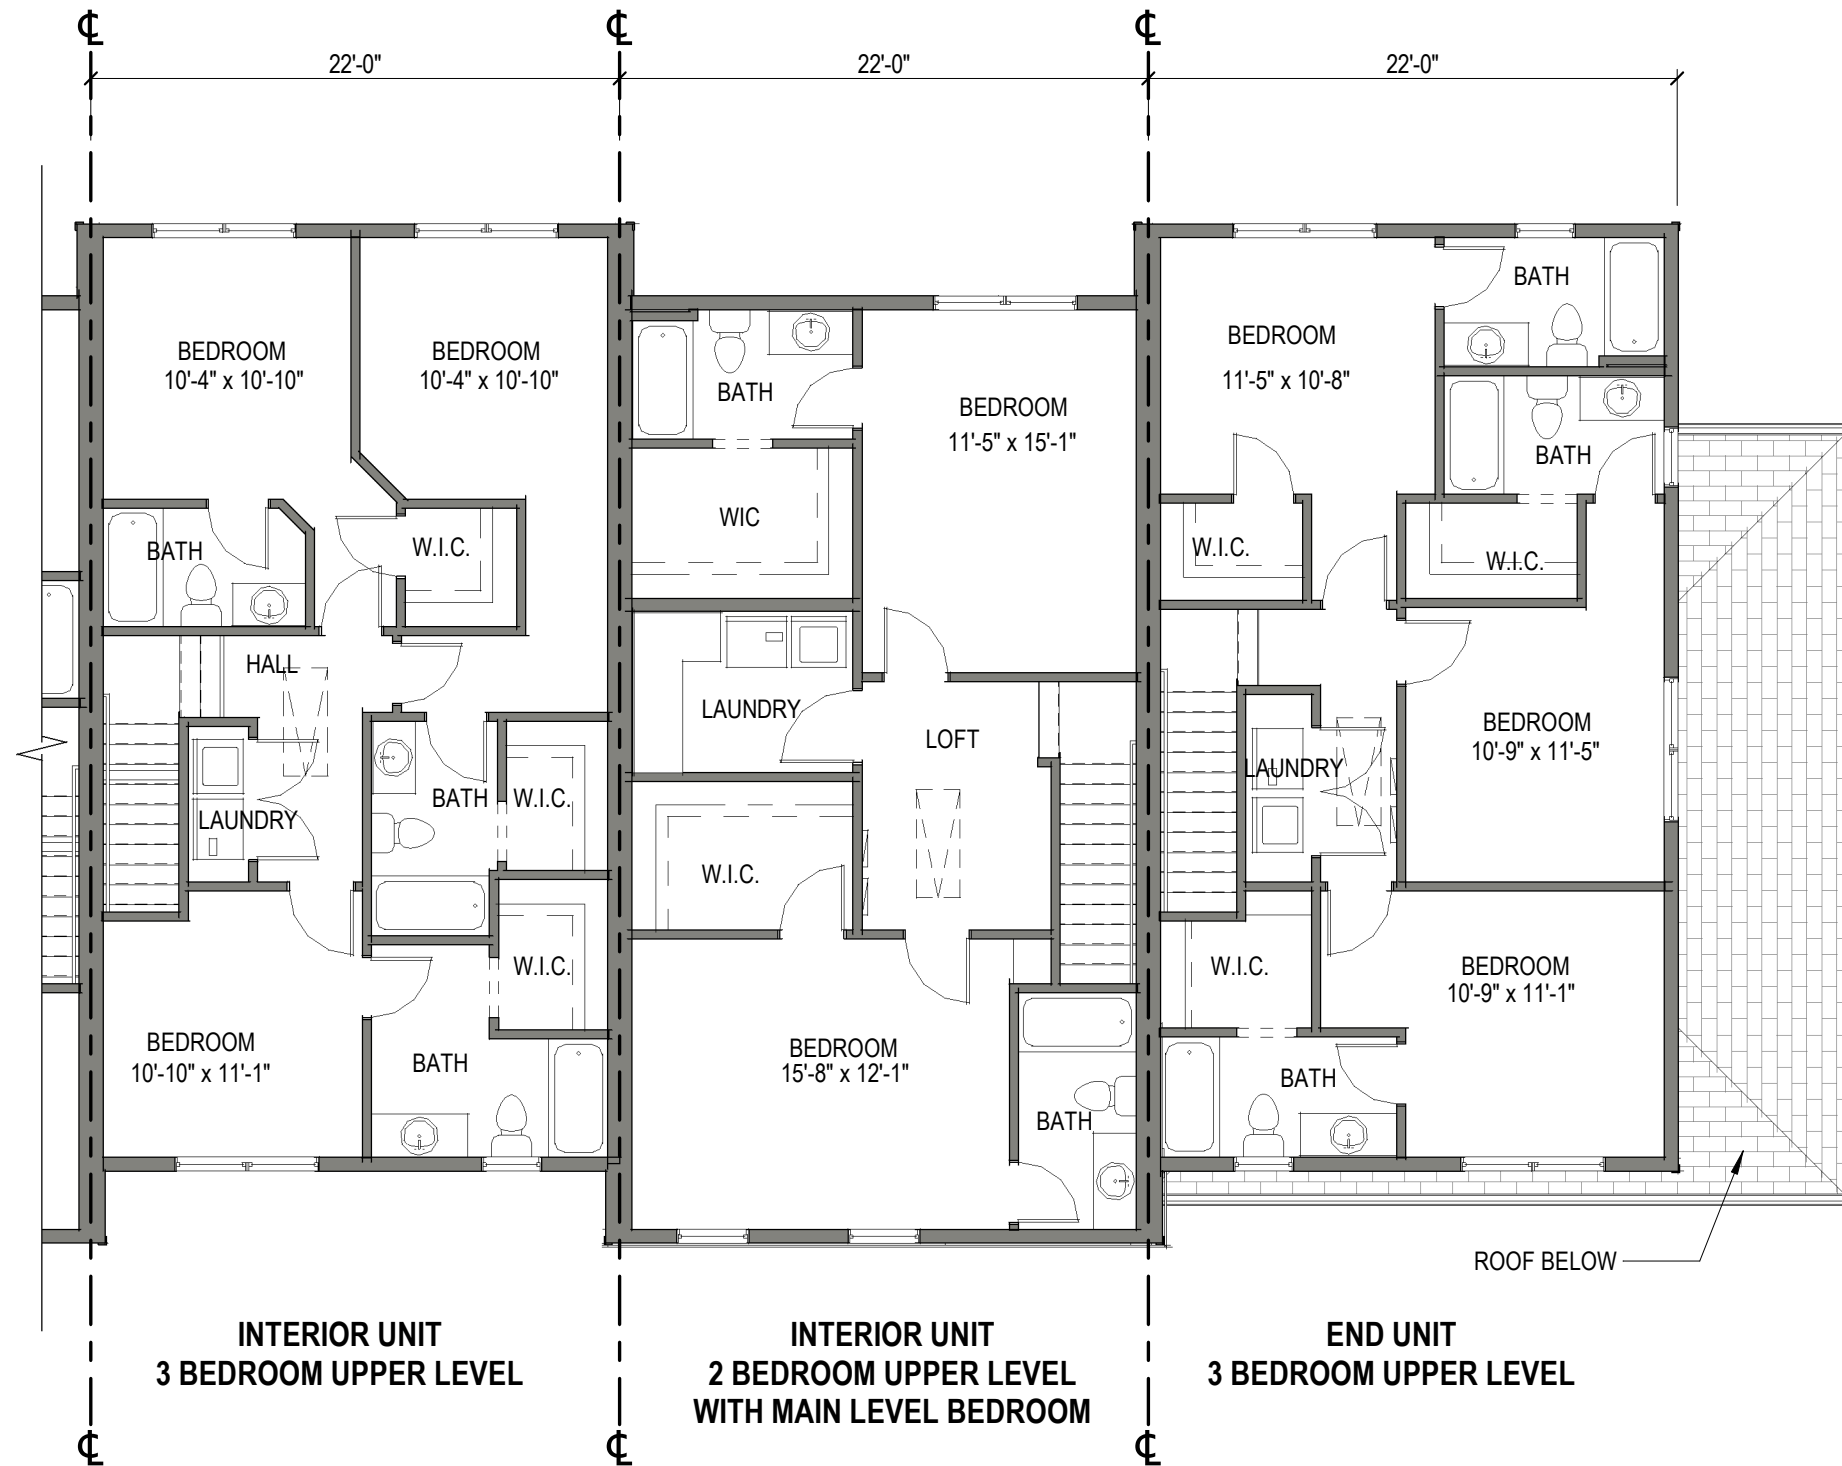 ℄ ℄ ℄
22'-0" 22'-0" 22'-0"
BEDROOM
10'-4" x 10'-10"
BEDROOM
10'-4" x 10'-10"
BATH
W.I.C.
HALL
LAUNDRY
BATH
W.I.C.
W.I.C.
BEDROOM
10'-10" x 11'-1"
BATH
BATH
BEDROOM
11'-5" x 15'-1"
WIC
LAUNDRY
LOFT
W.I.C.
BEDROOM
15'-8" x 12'-1"
BATH
BEDROOM
11'-5" x 10'-8"
BATH
BATH
W.I.C.
W.I.C.
BEDROOM
10'-9" x 11'-5"
LAUNDRY
W.I.C.
BEDROOM
10'-9" x 11'-1"
BATH
ROOF BELOW
INTERIOR UNIT
3 BEDROOM UPPER LEVEL
INTERIOR UNIT
2 BEDROOM UPPER LEVEL
WITH MAIN LEVEL BEDROOM
END UNIT
3 BEDROOM UPPER LEVEL
℄ ℄ ℄